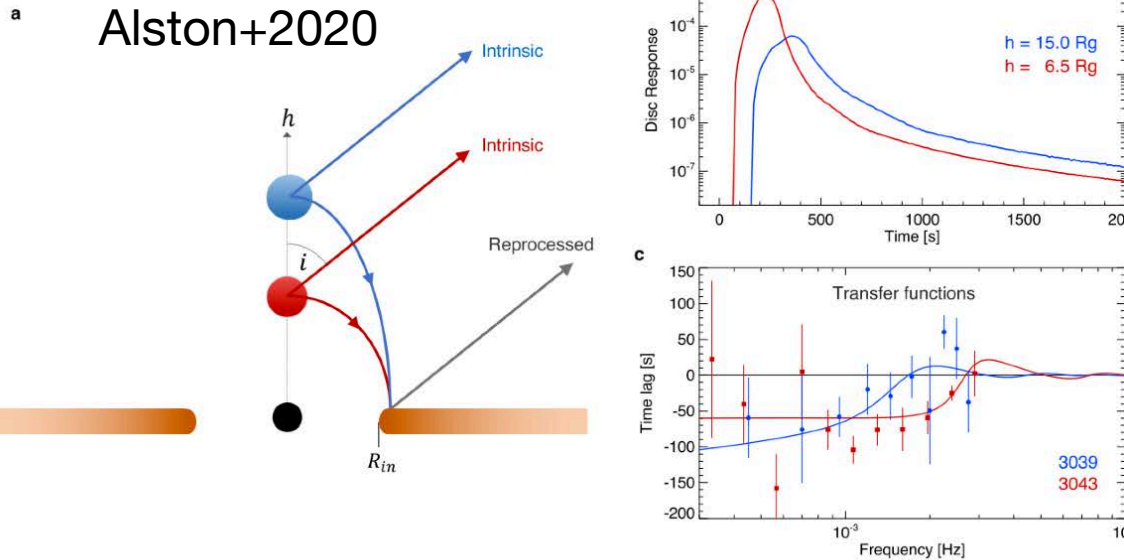 a
Alston+2020
Intrinsic
h
Intrinsic
i
Reprocessed
R_in
10^-4
10^-5
10^-6
10^-7
Disc Response
h = 15.0 Rg
h = 6.5 Rg
0 500 1000 1500
Time [s]
c
150
100
50
0
-50
-100
-150
-200
Time lag [s]
Transfer functions
3039
3043
10^-3
Frequency [Hz]